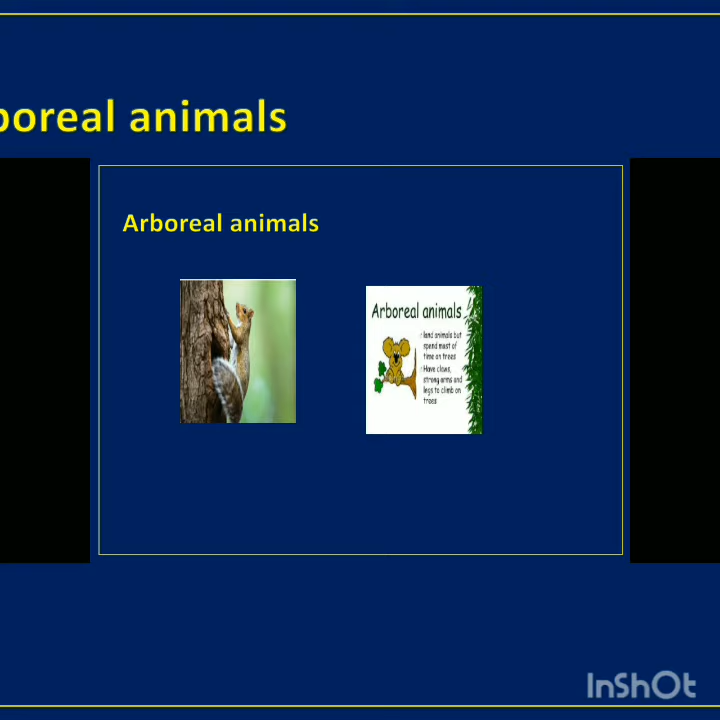 boreal animals
Arboreal animals
Arboreal animals
land animals but
spend most of
time on trees
Have claws,
strong arms and
legs to climb on
trees
InShOt